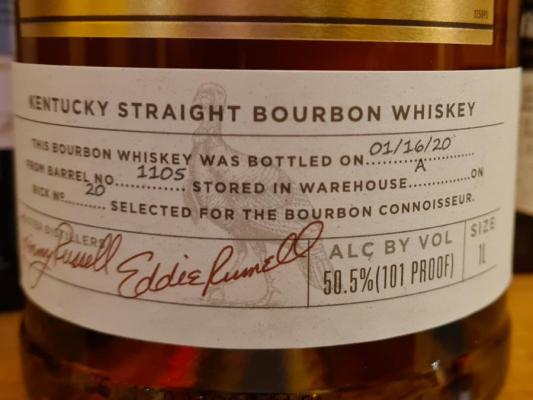 KENTUCKY STRAIGHT BOURBON WHISKEY
THIS BOURBON WHISKEY WAS BOTTLED ON 01/16/20
FROM BARREL NO. 1105 STORED IN WAREHOUSE A ON
RICK Nº 20 SELECTED FOR THE BOURBON CONNOISSEUR.
DISTILLERS
Jimmy Russell Eddie Russell
ALC BY VOL
50.5% (101 PROOF)
SIZE
1L